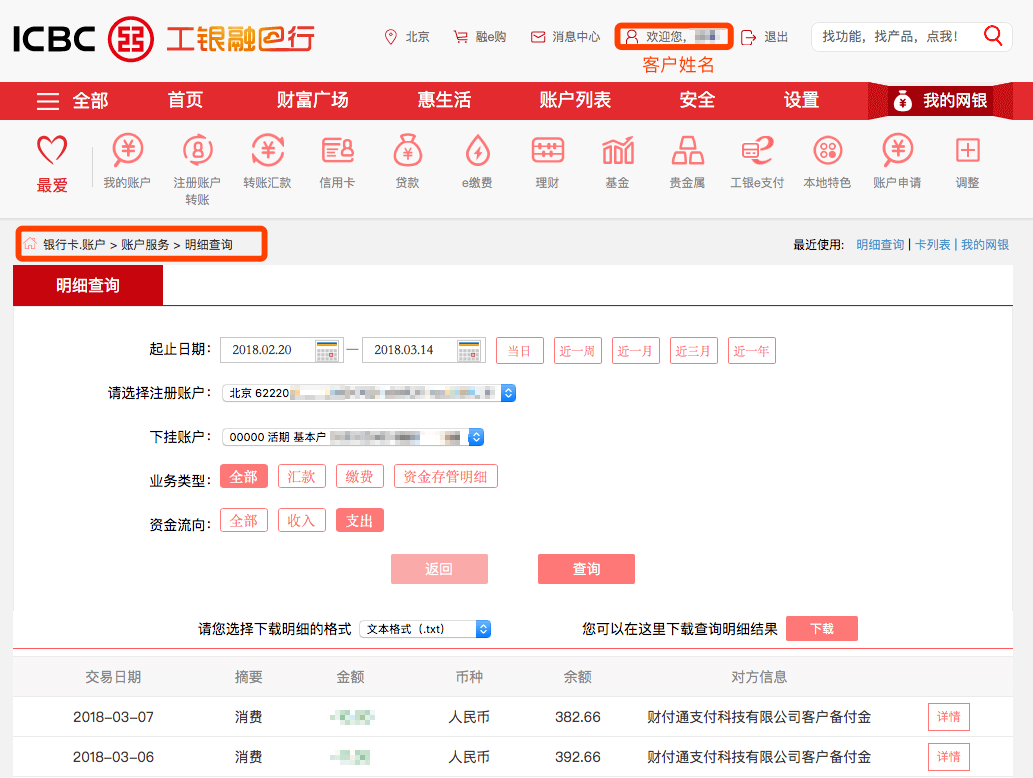 ICBC 工银融e行
北京 融e购 消息中心 欢迎您, 退出 找功能，找产品，点我！
客户姓名
全部 首页 财富广场 惠生活 账户列表 安全 设置 我的网银
最爱 我的账户 注册账户转账 转账汇款 信用卡 贷款 e缴费 理财 基金 贵金属 工银e支付 本地特色 账户申请 调整
银行卡.账户 > 账户服务 > 明细查询 最近使用: 明细查询 | 卡列表 | 我的网银
明细查询
起止日期: 2018.02.20 — 2018.03.14 当日 近一周 近一月 近三月 近一年
请选择注册账户: 北京 62220
下挂账户: 00000 活期 基本户
业务类型: 全部 汇款 缴费 资金存管明细
资金流向: 全部 收入 支出
返回 查询
请您选择下载明细的格式 文本格式（.txt） 您可以在这里下载查询明细结果 下载
交易日期 摘要 金额 币种 余额 对方信息
2018-03-07 消费 人民币 382.66 财付通支付科技有限公司客户备付金 详情
2018-03-06 消费 人民币 392.66 财付通支付科技有限公司客户备付金 详情